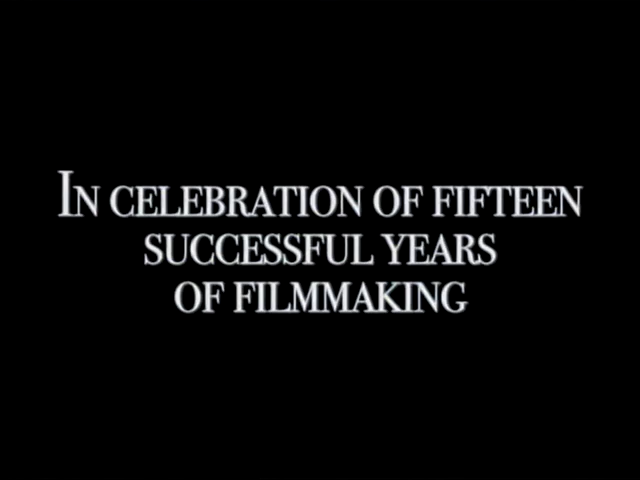 IN CELEBRATION OF FIFTEEN
SUCCESSFUL YEARS
OF FILMMAKING